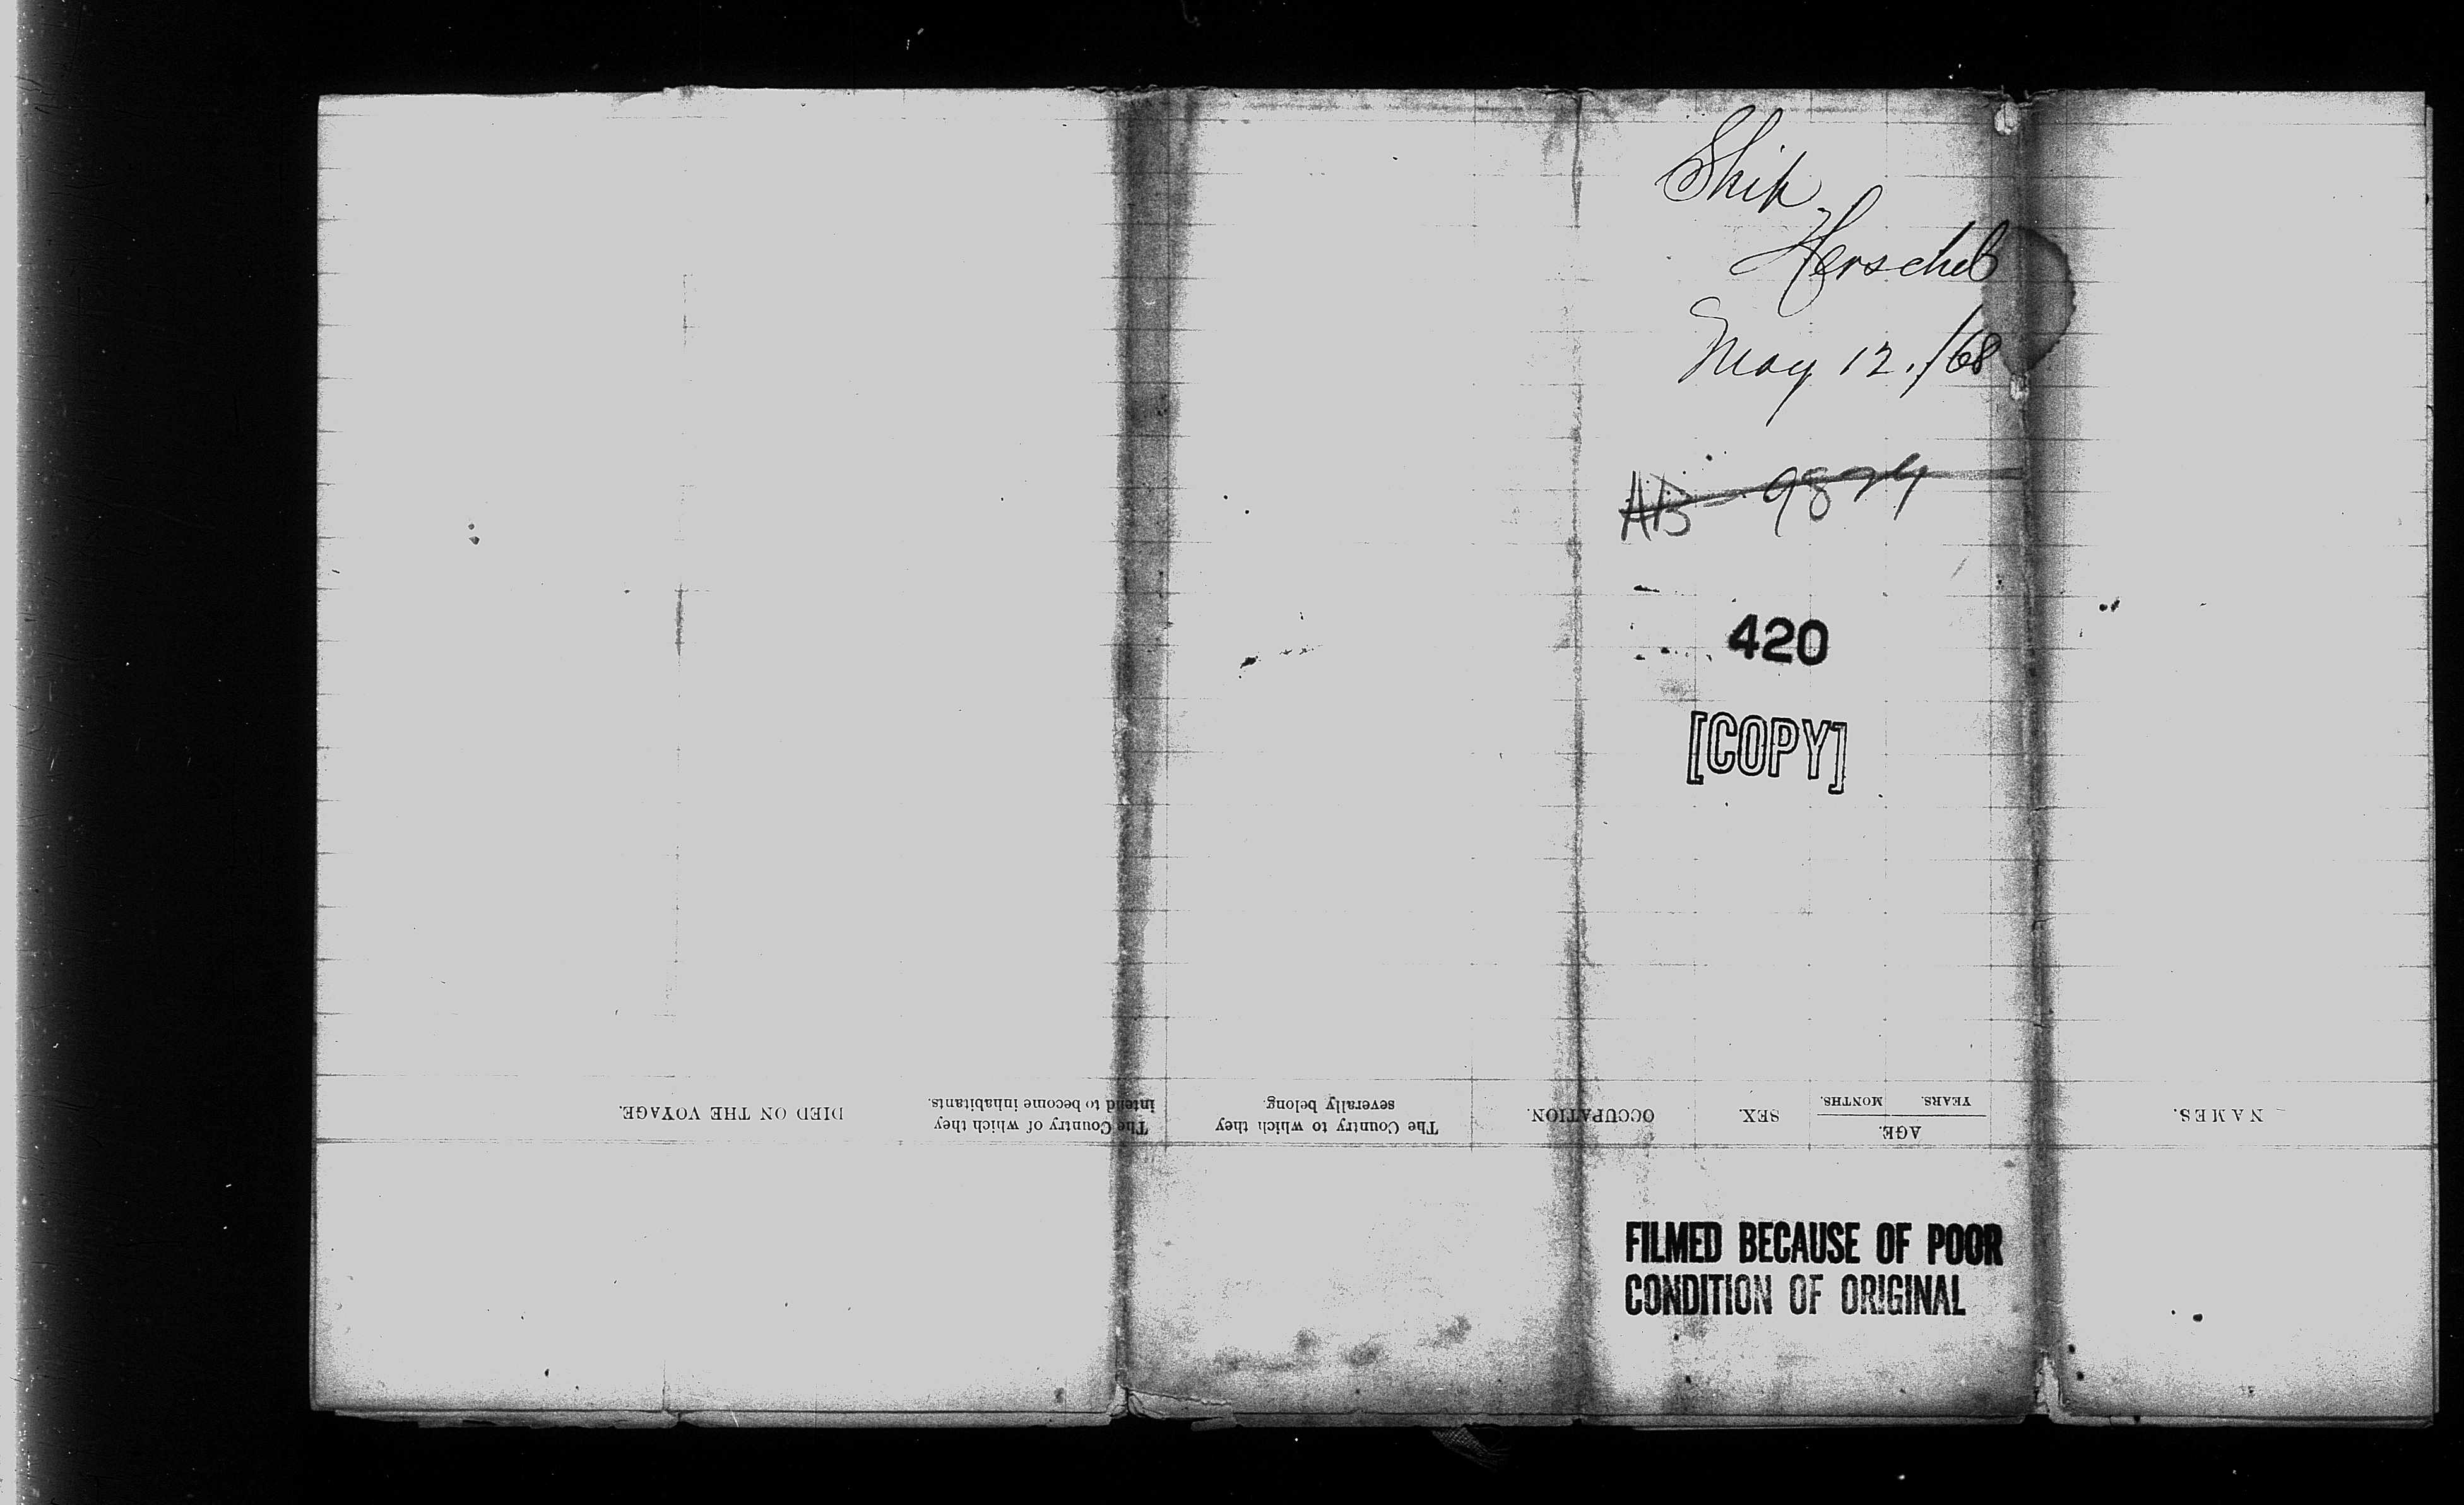 Ship
Herschel
May 12./68
AB - 9824
420
[COPY]
NAMES.
AGE.
YEARS.
MONTHS.
SEX.
OCCUPATION.
The Country to which they
severally belong.
The Country of which they
intend to become inhabitants.
DIED ON THE VOYAGE.
FILMED BECAUSE OF POOR
CONDITION OF ORIGINAL